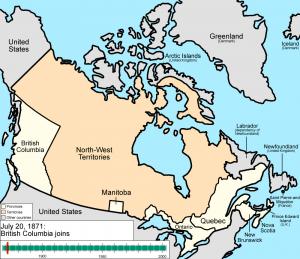 Greenland
(Denmark)
Iceland
(Denmark)
United
States
Arctic Islands
(United Kingdom)
Labrador
(dependency of
Newfoundland)
British
Columbia
North-West
Territories
Newfoundland
(United Kingdom)
Manitoba
Saint Pierre and
Miquelon
(France)
Quebec
Prince Edward
Island
(U.K.)
Ontario
Nova
Scotia
New
Brunswick
United States
Provinces
Territories
Other countries
July 20, 1871:
British Columbia joins
1900
1950
2000